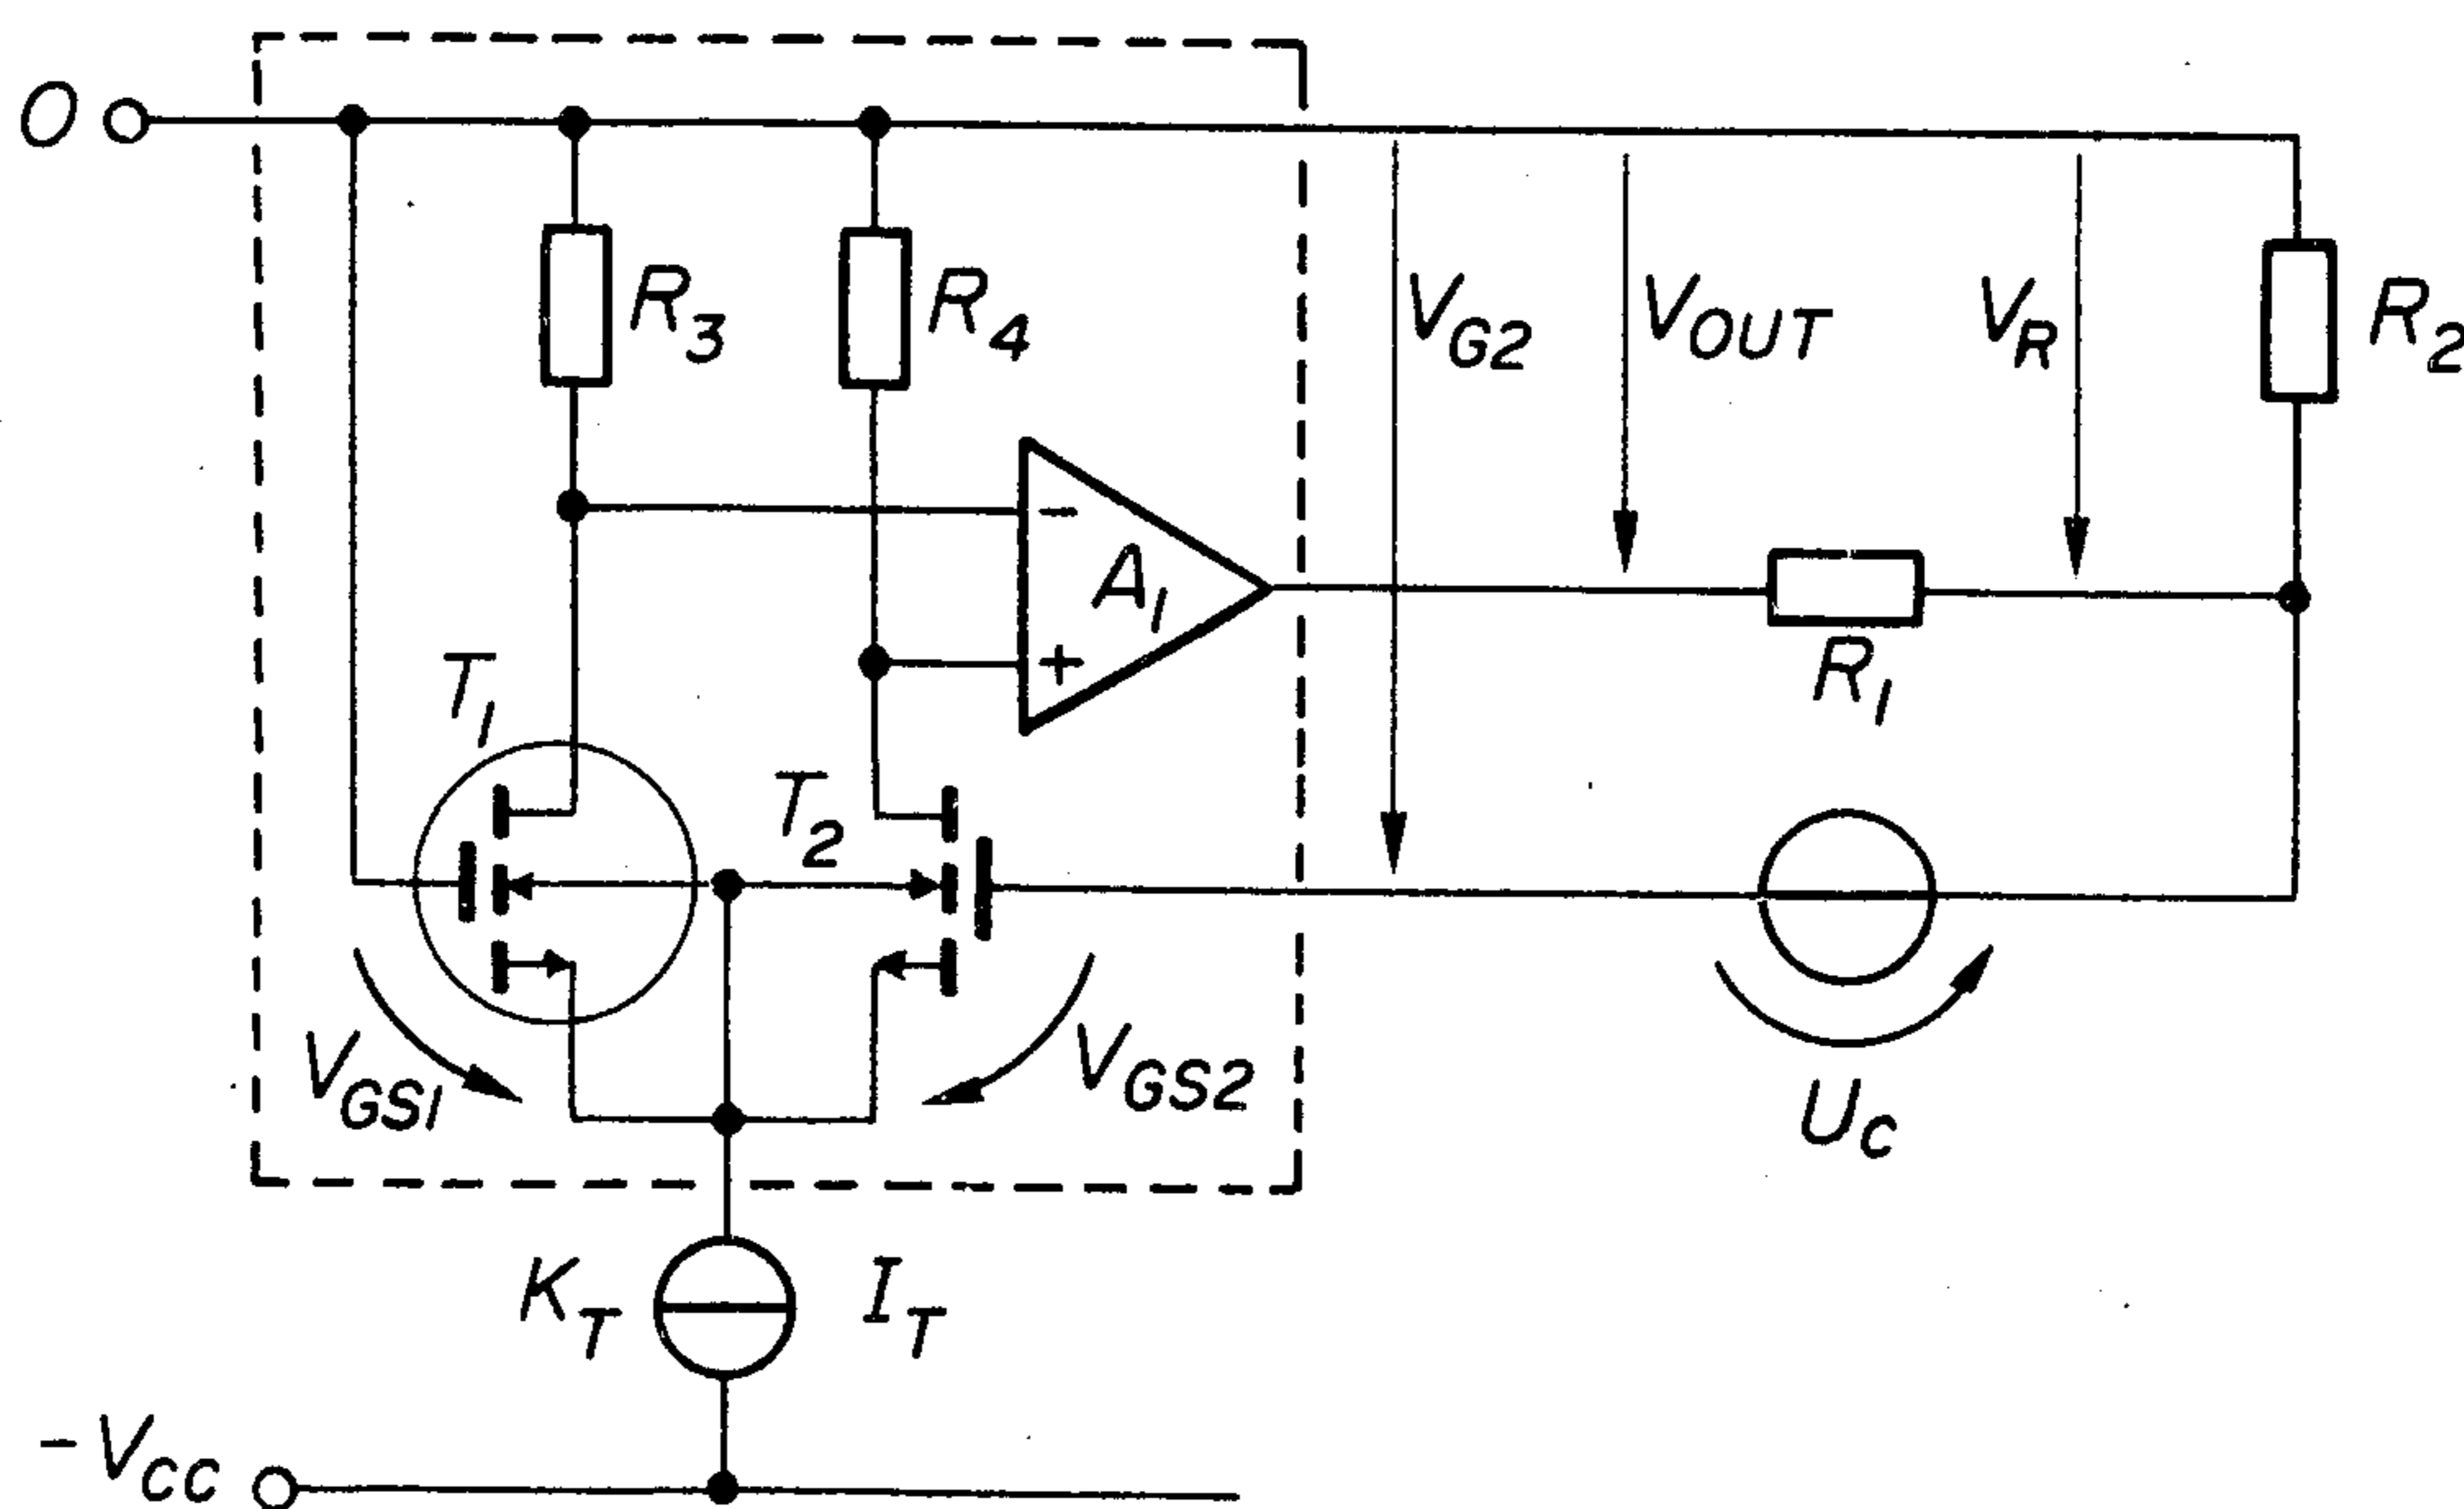 O
R3
R4
VG2
VOUT
VR
R2
-
A1
+
R1
T1
T2
VGS1
VGS2
UC
KT
IT
-VCC